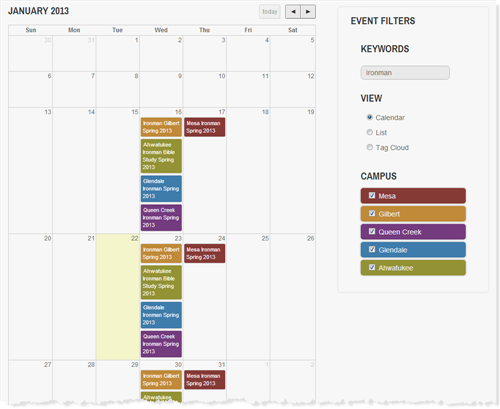 JANUARY 2013
today
Sun Mon Tue Wed Thu Fri Sat
30 31 1 2 3 4 5
6 7 8 9 10 11 12
13 14 15 16 17 18 19
Ironman Gilbert
Spring 2013
Mesa Ironman
Spring 2013
Ahwatukee
Ironman Bible
Study Spring
2013
Glendale
Ironman Spring
2013
Queen Creek
Ironman Spring
2013
20 21 22 23 24 25 26
Ironman Gilbert
Spring 2013
Mesa Ironman
Spring 2013
Ahwatukee
Ironman Bible
Study Spring
2013
Glendale
Ironman Spring
2013
Queen Creek
Ironman Spring
2013
27 28 29 30 31 1 2
Ironman Gilbert
Spring 2013
Mesa Ironman
Spring 2013
Ahwatukee
EVENT FILTERS
KEYWORDS
Ironman
VIEW
Calendar
List
Tag Cloud
CAMPUS
Mesa
Gilbert
Queen Creek
Glendale
Ahwatukee